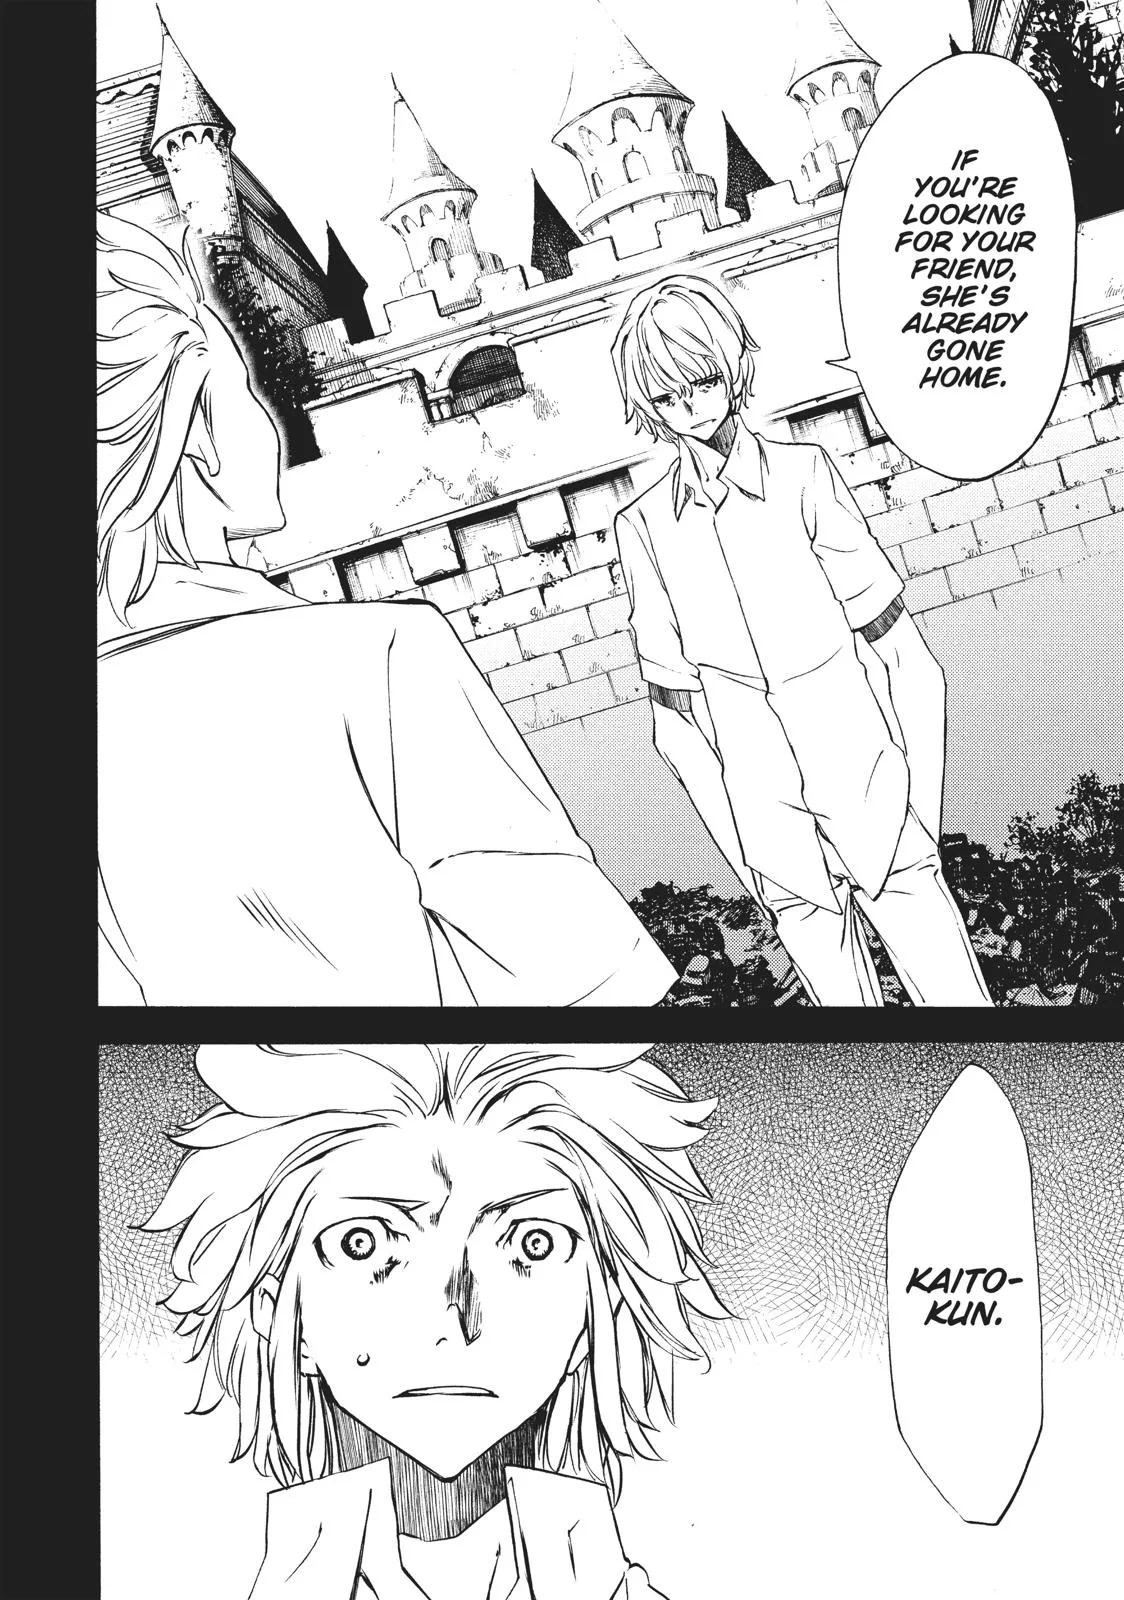 IF
YOU'RE
LOOKING
FOR YOUR
FRIEND,
SHE'S
ALREADY
GONE
HOME.
KAITO-
KUN.